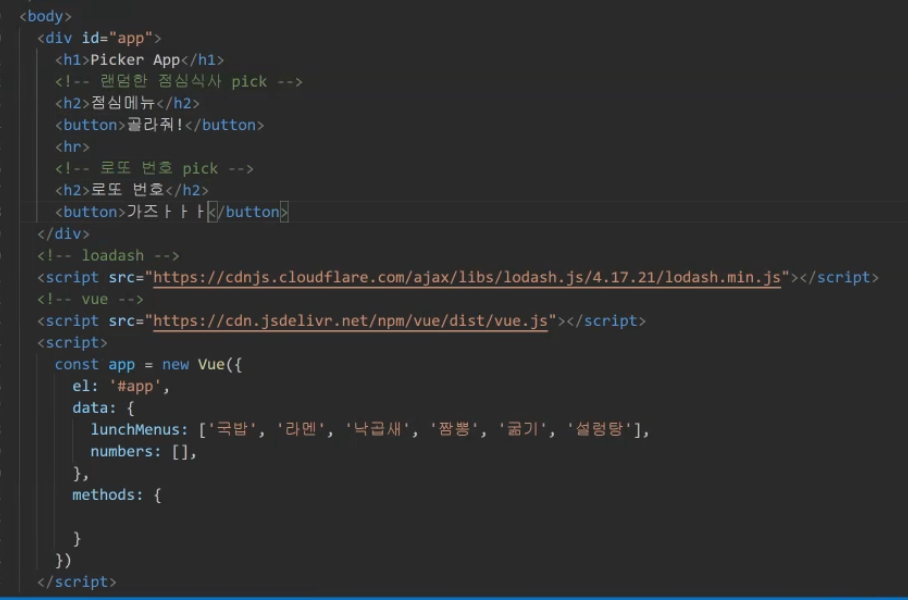 <body>
<div id="app">
<h1>Picker App</h1>
<!-- 랜덤한 점심식사 pick -->
<h2>점심메뉴</h2>
<button>골라줘!</button>
<hr>
<!-- 로또 번호 pick -->
<h2>로또 번호</h2>
<button>가즈ㅏㅏㅏ</button>
</div>
<!-- loadash -->
<script src="https://cdnjs.cloudflare.com/ajax/libs/lodash.js/4.17.21/lodash.min.js"></script>
<!-- vue -->
<script src="https://cdn.jsdelivr.net/npm/vue/dist/vue.js"></script>
<script>
const app = new Vue({
el: '#app',
data: {
lunchMenus: ['국밥', '라멘', '낙곱새', '짬뽕', '굶기', '설렁탕'],
numbers: [],
},
methods: {
}
})
</script>